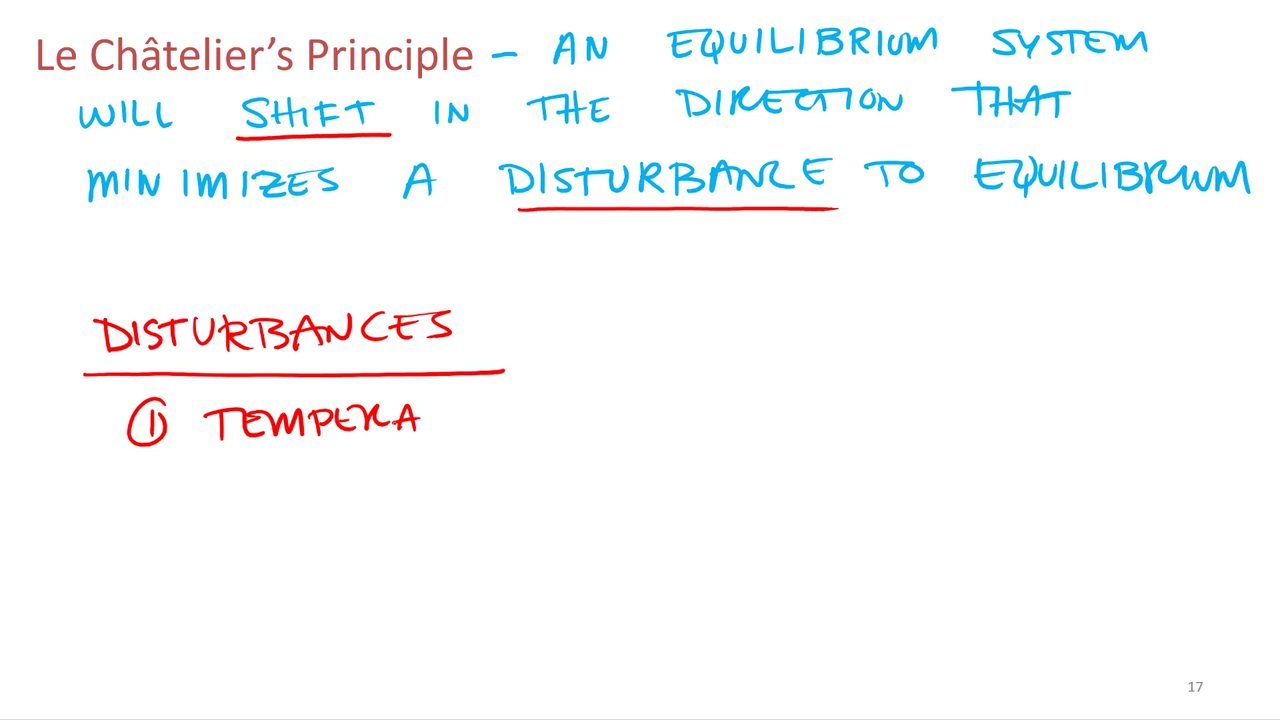 Le Châtelier's Principle – AN EQUILIBRIUM SYSTEM
WILL SHIFT IN THE DIRECTION THAT
MINIMIZES A DISTURBANCE TO EQUILIBRIUM
DISTURBANCES
① TEMPERA
17